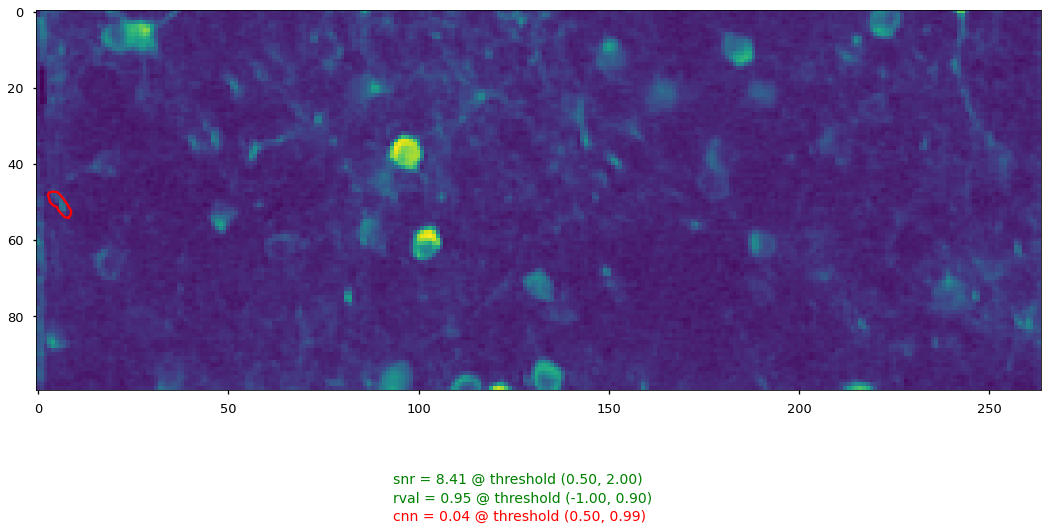 0
20
40
60
80
0 50 100 150 200 250
snr = 8.41 @ threshold (0.50, 2.00)
rval = 0.95 @ threshold (-1.00, 0.90)
cnn = 0.04 @ threshold (0.50, 0.99)